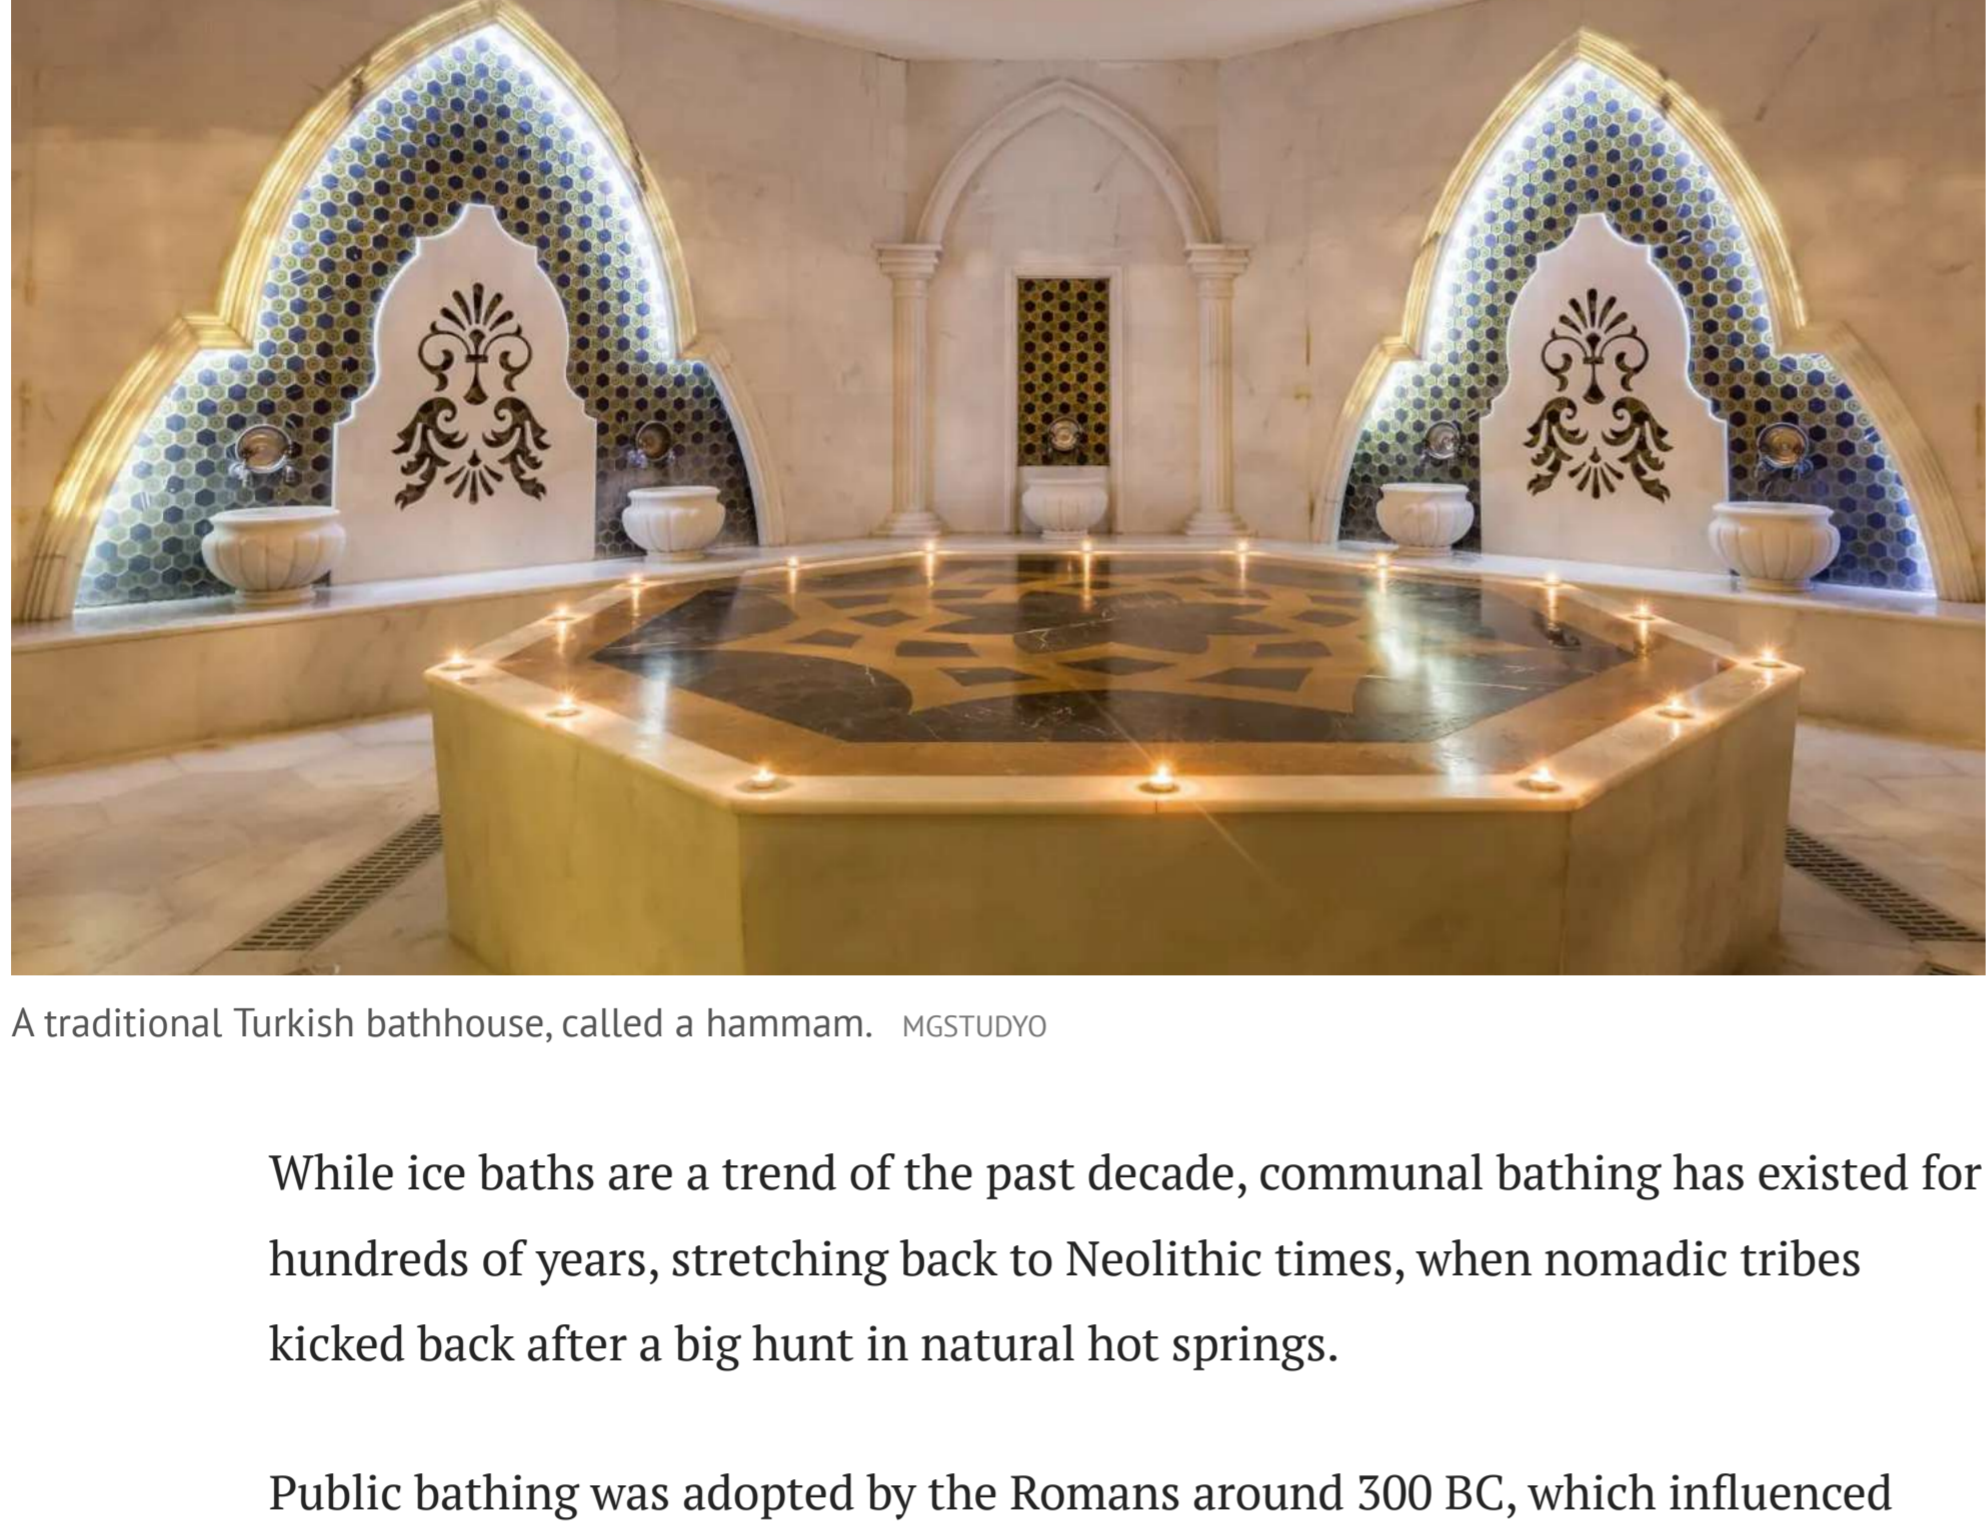 A traditional Turkish bathhouse, called a hammam. MGSTUDYO
While ice baths are a trend of the past decade, communal bathing has existed for
hundreds of years, stretching back to Neolithic times, when nomadic tribes
kicked back after a big hunt in natural hot springs.
Public bathing was adopted by the Romans around 300 BC, which influenced